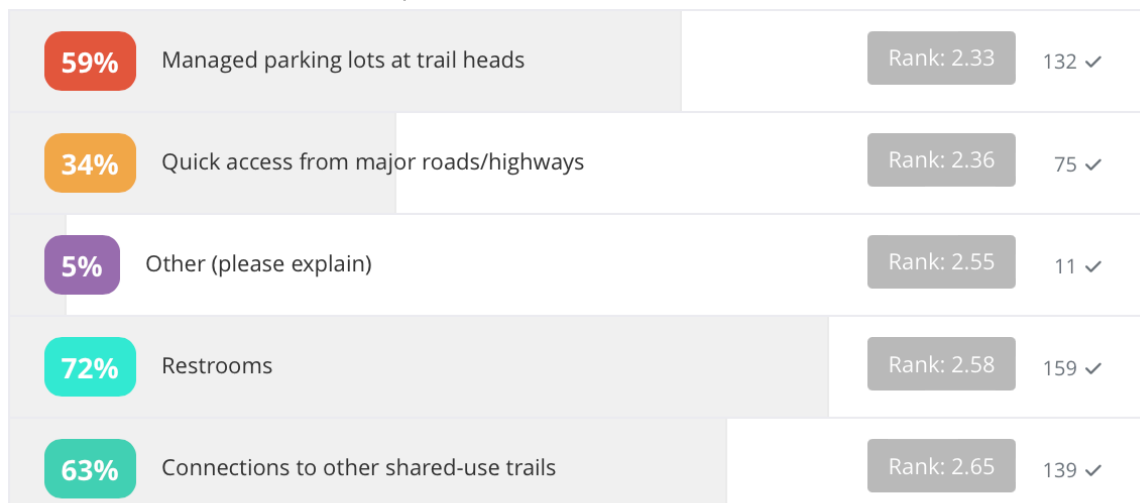 59% Managed parking lots at trail heads Rank: 2.33 132 ✓
34% Quick access from major roads/highways Rank: 2.36 75 ✓
5% Other (please explain) Rank: 2.55 11 ✓
72% Restrooms Rank: 2.58 159 ✓
63% Connections to other shared-use trails Rank: 2.65 139 ✓